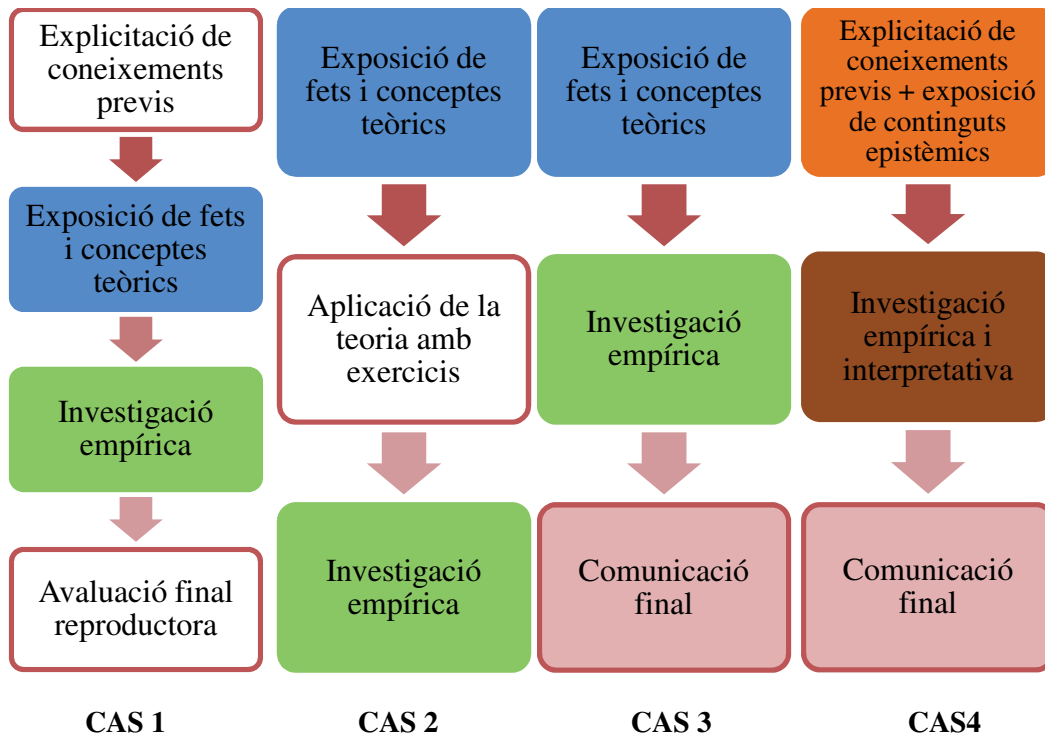 Explicitació de
coneixements
previs
Exposició de fets
i conceptes
teòrics
Investigació
empírica
Avaluació final
reproductora
CAS 1
Exposició de
fets i conceptes
teòrics
Aplicació de la
teoria amb
exercicis
Investigació
empírica
CAS 2
Exposició de
fets i conceptes
teòrics
Investigació
empírica
Comunicació
final
CAS 3
Explicitació de
coneixements
previs + exposició
de continguts
epistèmics
Investigació
empírica i
interpretativa
Comunicació
final
CAS4